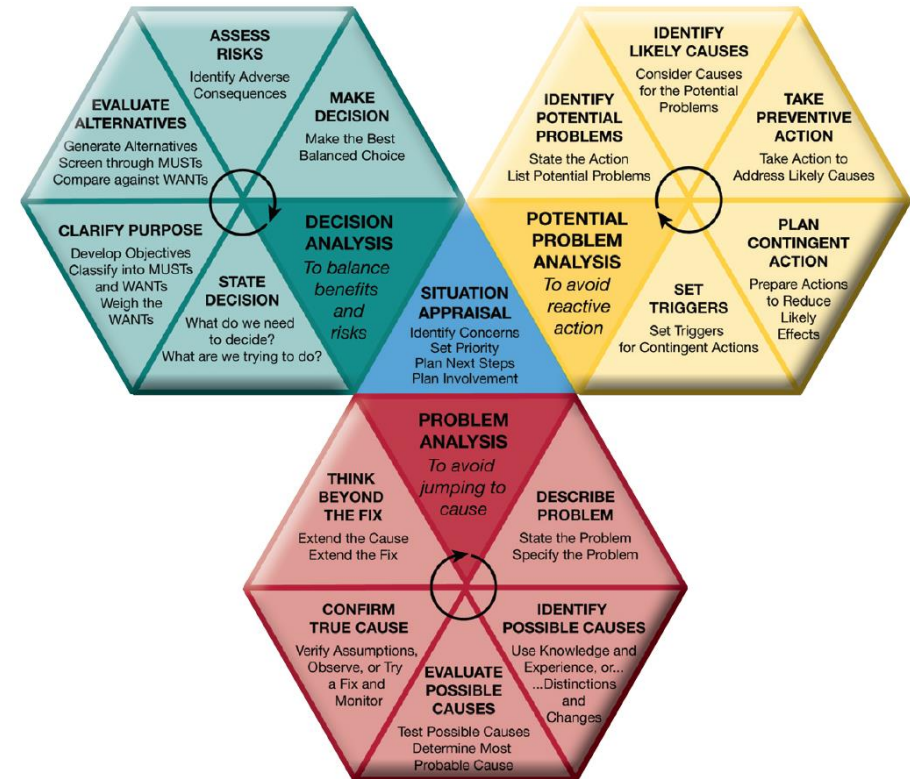 ASSESS
RISKS
Identify Adverse
Consequences
EVALUATE
ALTERNATIVES
Generate Alternatives
Screen through MUSTs
Compare against WANTs
MAKE
DECISION
Make the Best
Balanced Choice
CLARIFY PURPOSE
Develop Objectives
Classify into MUSTs
and WANTs
Weigh the
WANTs
STATE
DECISION
What do we need
to decide?
What are we trying to do?
DECISION
ANALYSIS
To balance
benefits
and
risks
SITUATION
APPRAISAL
Identify Concerns
Set Priority
Plan Next Steps
Plan Involvement
IDENTIFY
LIKELY CAUSES
Consider Causes
for the Potential
Problems
IDENTIFY
POTENTIAL
PROBLEMS
State the Action
List Potential Problems
TAKE
PREVENTIVE
ACTION
Take Action to
Address Likely Causes
POTENTIAL
PROBLEM
ANALYSIS
To avoid
reactive
action
PLAN
CONTINGENT
ACTION
Prepare Actions
to Reduce
Likely
Effects
SET
TRIGGERS
Set Triggers
for Contingent Actions
PROBLEM
ANALYSIS
To avoid
jumping to
cause
THINK
BEYOND
THE FIX
Extend the Cause
Extend the Fix
DESCRIBE
PROBLEM
State the Problem
Specify the Problem
CONFIRM
TRUE CAUSE
Verify Assumptions,
Observe, or Try
a Fix and
Monitor
EVALUATE
POSSIBLE
CAUSES
Test Possible Causes
Determine Most
Probable Cause
IDENTIFY
POSSIBLE CAUSES
Use Knowledge and
Experience, or...
...Distinctions
and
Changes